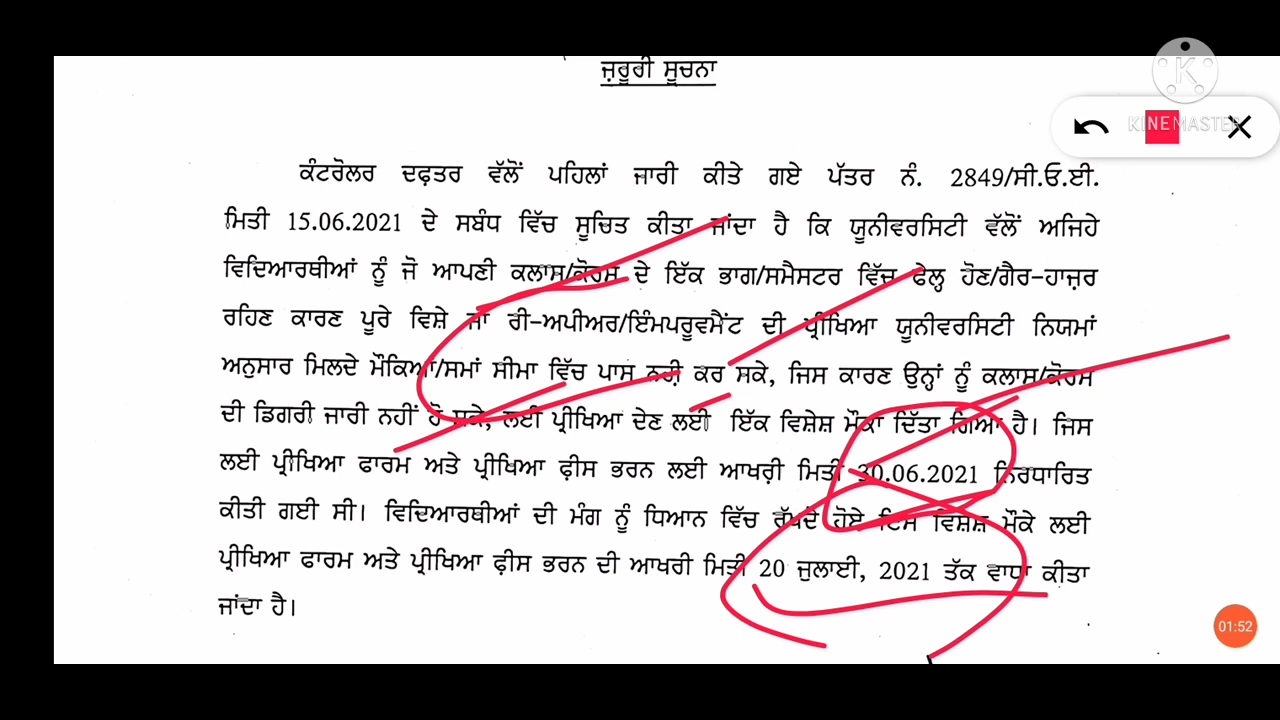 ਜ਼ਰੂਰੀ ਸੂਚਨਾ
KINEMASTER
ਕੰਟਰੋਲਰ ਦਫ਼ਤਰ ਵੱਲੋਂ ਪਹਿਲਾਂ ਜਾਰੀ ਕੀਤੇ ਗਏ ਪੱਤਰ ਨੰ. 2849/ਸੀ.ਓ.ਈ.
ਮਿਤੀ 15.06.2021 ਦੇ ਸਬੰਧ ਵਿੱਚ ਸੂਚਿਤ ਕੀਤਾ ਜਾਂਦਾ ਹੈ ਕਿ ਯੂਨੀਵਰਸਿਟੀ ਵੱਲੋਂ ਅਜਿਹੇ
ਵਿਦਿਆਰਥੀਆਂ ਨੂੰ ਜੋ ਆਪਣੀ ਕਲਾਸ/ਕੋਰਸ ਦੇ ਇੱਕ ਭਾਗ/ਸਮੈਸਟਰ ਵਿੱਚ ਫੇਲ੍ਹ ਹੋਣ/ਗੈਰ-ਹਾਜ਼ਰ
ਰਹਿਣ ਕਾਰਣ ਪੂਰੇ ਵਿਸ਼ੇ ਜਾਂ ਰੀ-ਅਪੀਅਰ/ਇੰਮਪਰੂਵਮੈਂਟ ਦੀ ਪ੍ਰੀਖਿਆ ਯੂਨੀਵਰਸਿਟੀ ਨਿਯਮਾਂ
ਅਨੁਸਾਰ ਮਿਲਦੇ ਮੌਕਿਆਂ/ਸਮਾਂ ਸੀਮਾ ਵਿੱਚ ਪਾਸ ਨਹੀਂ ਕਰ ਸਕੇ, ਜਿਸ ਕਾਰਣ ਉਨ੍ਹਾਂ ਨੂੰ ਕਲਾਸ/ਕੋਰਸ
ਦੀ ਡਿਗਰੀ ਜਾਰੀ ਨਹੀਂ ਹੋ ਸਕੇ, ਲਈ ਪ੍ਰੀਖਿਆ ਦੇਣ ਲਈ ਇੱਕ ਵਿਸ਼ੇਸ਼ ਮੌਕਾ ਦਿੱਤਾ ਗਿਆ ਹੈ। ਜਿਸ
ਲਈ ਪ੍ਰੀਖਿਆ ਫਾਰਮ ਅਤੇ ਪ੍ਰੀਖਿਆ ਫ਼ੀਸ ਭਰਨ ਲਈ ਆਖਰੀ ਮਿਤੀ 30.06.2021 ਨਿਰਧਾਰਿਤ
ਕੀਤੀ ਗਈ ਸੀ। ਵਿਦਿਆਰਥੀਆਂ ਦੀ ਮੰਗ ਨੂੰ ਧਿਆਨ ਵਿੱਚ ਰੱਖਦੇ ਹੋਏ ਇਸ ਵਿਸ਼ੇਸ਼ ਮੌਕੇ ਲਈ
ਪ੍ਰੀਖਿਆ ਫਾਰਮ ਅਤੇ ਪ੍ਰੀਖਿਆ ਫ਼ੀਸ ਭਰਨ ਦੀ ਆਖਰੀ ਮਿਤੀ 20 ਜੁਲਾਈ, 2021 ਤੱਕ ਵਾਧਾ ਕੀਤਾ
ਜਾਂਦਾ ਹੈ।
01:52